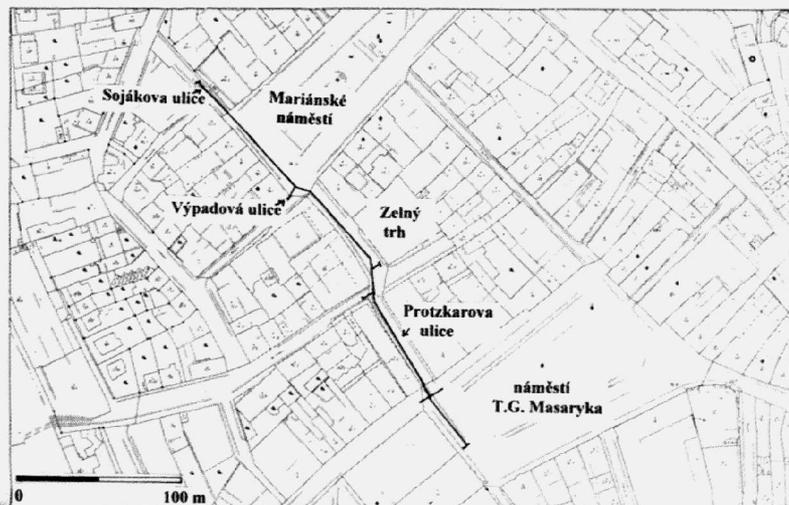 Sojákova ulice
Mariánské
náměstí
Výpadová ulice
Zelný
trh
Protzkarova
ulice
náměstí
T.G. Masaryka
0
100 m